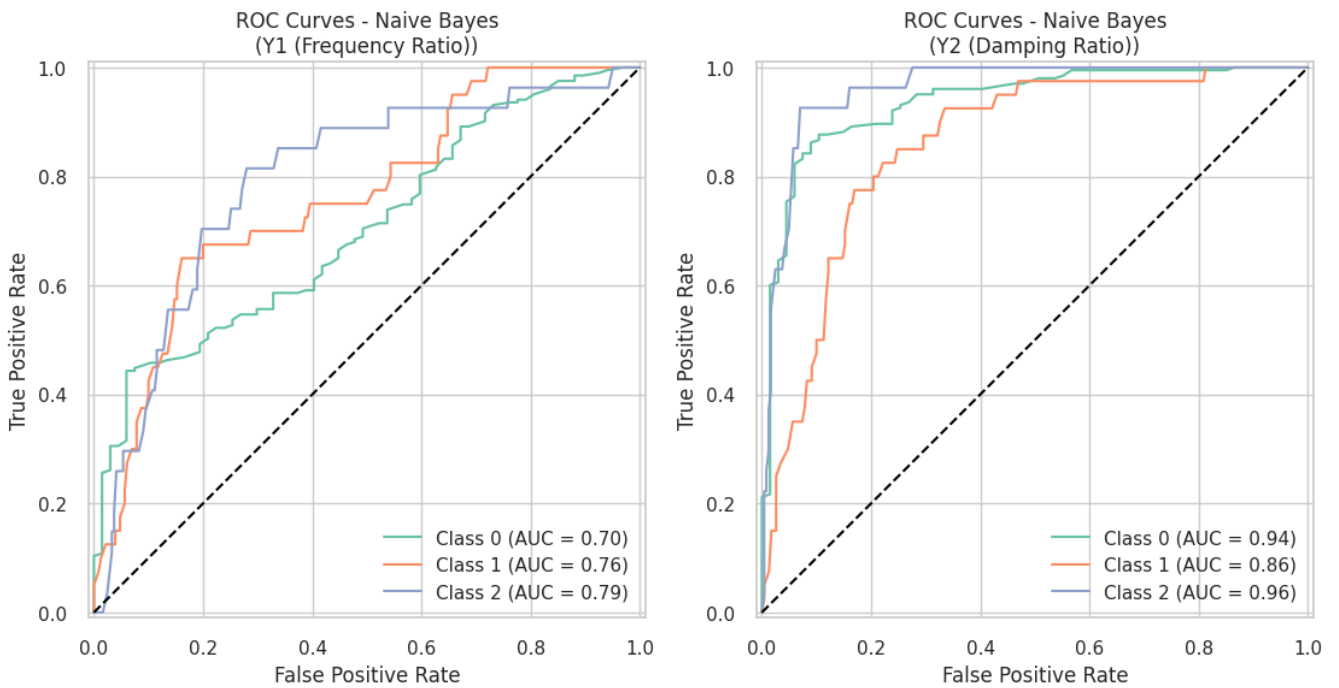 ROC Curves - Naive Bayes
(Y1 (Frequency Ratio))
True Positive Rate
1.0
0.8
0.6
0.4
0.2
0.0
Class 0 (AUC = 0.70)
Class 1 (AUC = 0.76)
Class 2 (AUC = 0.79)
0.0 0.2 0.4 0.6 0.8 1.0
False Positive Rate
ROC Curves - Naive Bayes
(Y2 (Damping Ratio))
True Positive Rate
1.0
0.8
0.6
0.4
0.2
0.0
Class 0 (AUC = 0.94)
Class 1 (AUC = 0.86)
Class 2 (AUC = 0.96)
0.0 0.2 0.4 0.6 0.8 1.0
False Positive Rate